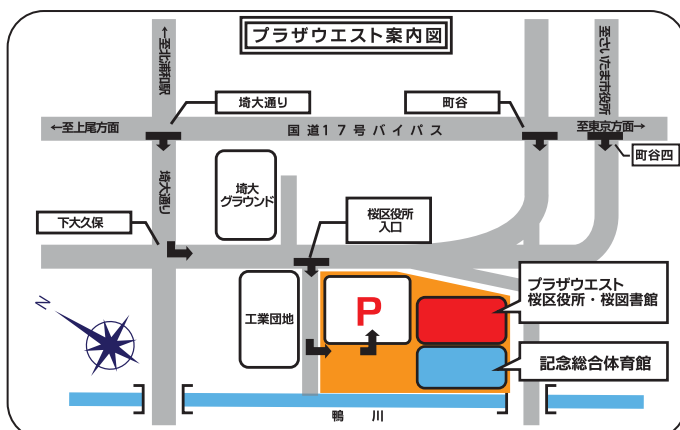 プラザウエスト案内図
←至北浦和駅
至さいたま市役所
埼大通り
町谷
←至上尾方面
国道17号バイパス
至東京方面→
町谷四
埼大通り
埼大
グラウンド
下大久保
桜区役所
入口
プラザウエスト
桜区役所・桜図書館
工業団地
P
記念総合体育館
N
鴨川